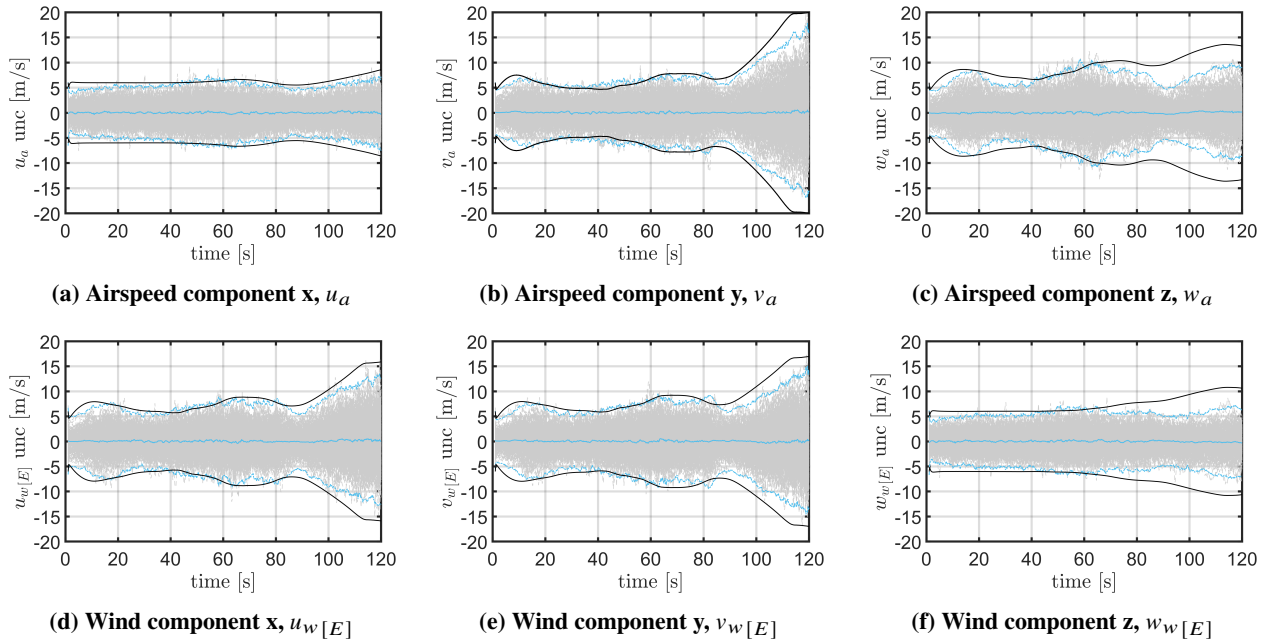 20
15
10
5
0
-5
-10
-15
-20
u_a unc [m/s]
0 20 40 60 80 100 120
time [s]
(a) Airspeed component x, u_a
20
15
10
5
0
-5
-10
-15
-20
v_a unc [m/s]
0 20 40 60 80 100 120
time [s]
(b) Airspeed component y, v_a
20
15
10
5
0
-5
-10
-15
-20
w_a unc [m/s]
0 20 40 60 80 100 120
time [s]
(c) Airspeed component z, w_a
20
15
10
5
0
-5
-10
-15
-20
u_w[E] unc [m/s]
0 20 40 60 80 100 120
time [s]
(d) Wind component x, u_w[E]
20
15
10
5
0
-5
-10
-15
-20
v_w[E] unc [m/s]
0 20 40 60 80 100 120
time [s]
(e) Wind component y, v_w[E]
20
15
10
5
0
-5
-10
-15
-20
w_w[E] unc [m/s]
0 20 40 60 80 100 120
time [s]
(f) Wind component z, w_w[E]